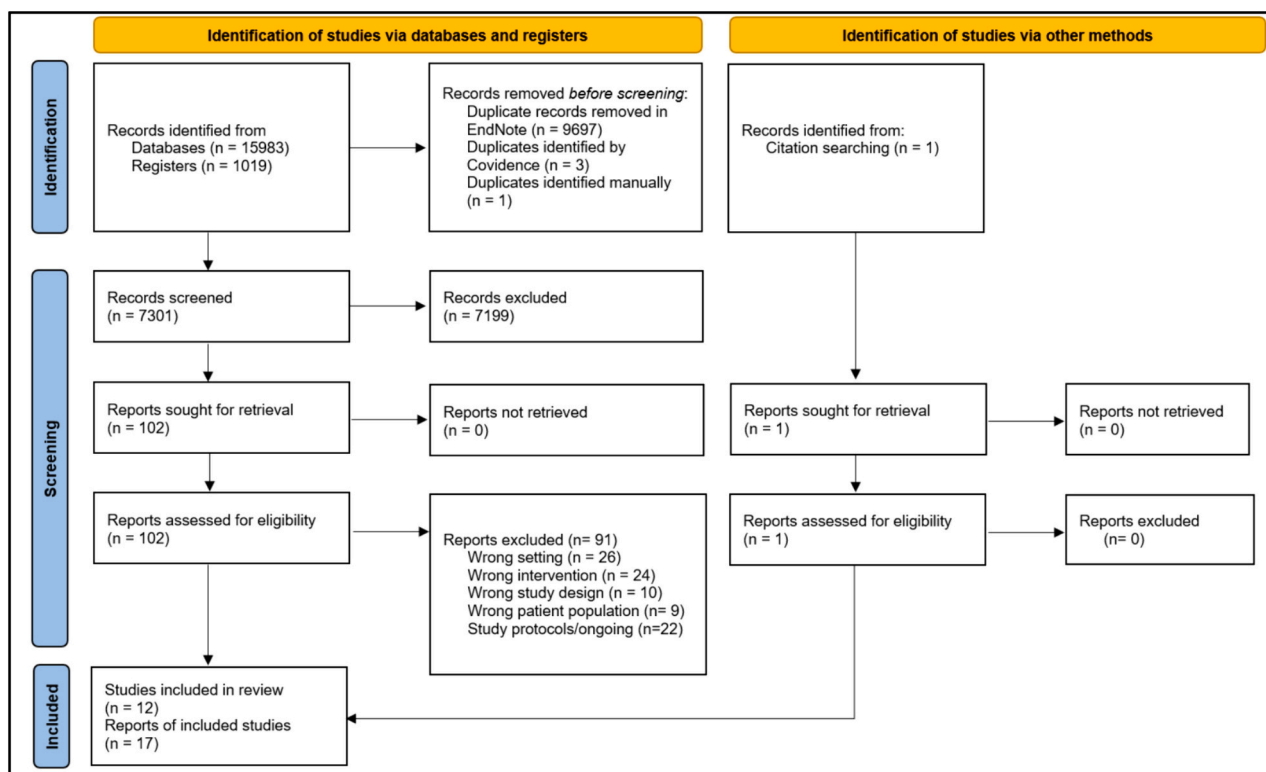 Identification of studies via databases and registers
Identification of studies via other methods
Identification
Records identified from
Databases (n = 15983)
Registers (n = 1019)
Records removed before screening:
Duplicate records removed in
EndNote (n = 9697)
Duplicates identified by
Covidence (n = 3)
Duplicates identified manually
(n = 1)
Records identified from:
Citation searching (n = 1)
Screening
Records screened
(n = 7301)
Records excluded
(n = 7199)
Reports sought for retrieval
(n = 102)
Reports not retrieved
(n = 0)
Reports sought for retrieval
(n = 1)
Reports not retrieved
(n = 0)
Reports assessed for eligibility
(n = 102)
Reports excluded (n= 91)
Wrong setting (n = 26)
Wrong intervention (n = 24)
Wrong study design (n = 10)
Wrong patient population (n= 9)
Study protocols/ongoing (n=22)
Reports assessed for eligibility
(n = 1)
Reports excluded
(n= 0)
Included
Studies included in review
(n = 12)
Reports of included studies
(n = 17)